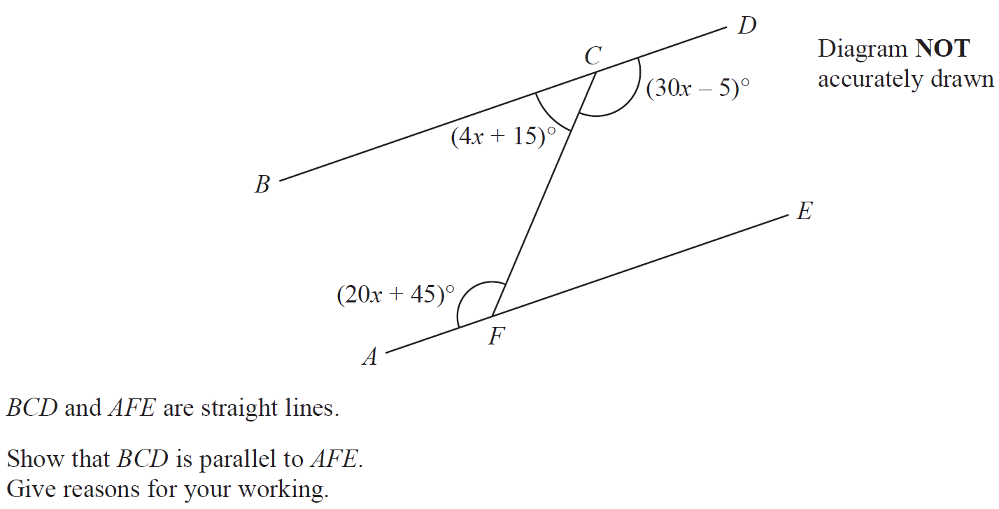 D
C
Diagram NOT
accurately drawn
(30x – 5)°
(4x + 15)°
B
E
(20x + 45)°
F
A
BCD and AFE are straight lines.
Show that BCD is parallel to AFE.
Give reasons for your working.